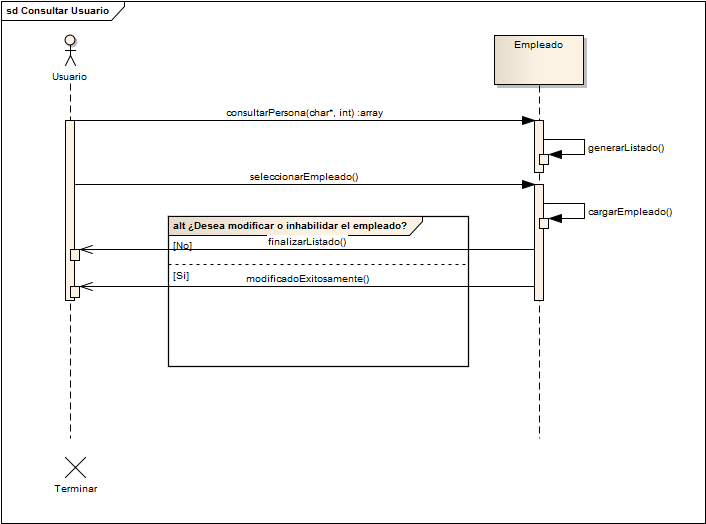 sd Consultar Usuario
Usuario
Empleado
consultarPersona(char*, int) :array
generarListado()
seleccionarEmpleado()
cargarEmpleado()
alt ¿Desea modificar o inhabilidar el empleado?
[No]
finalizarListado()
[Si]
modificadoExitosamente()
Terminar